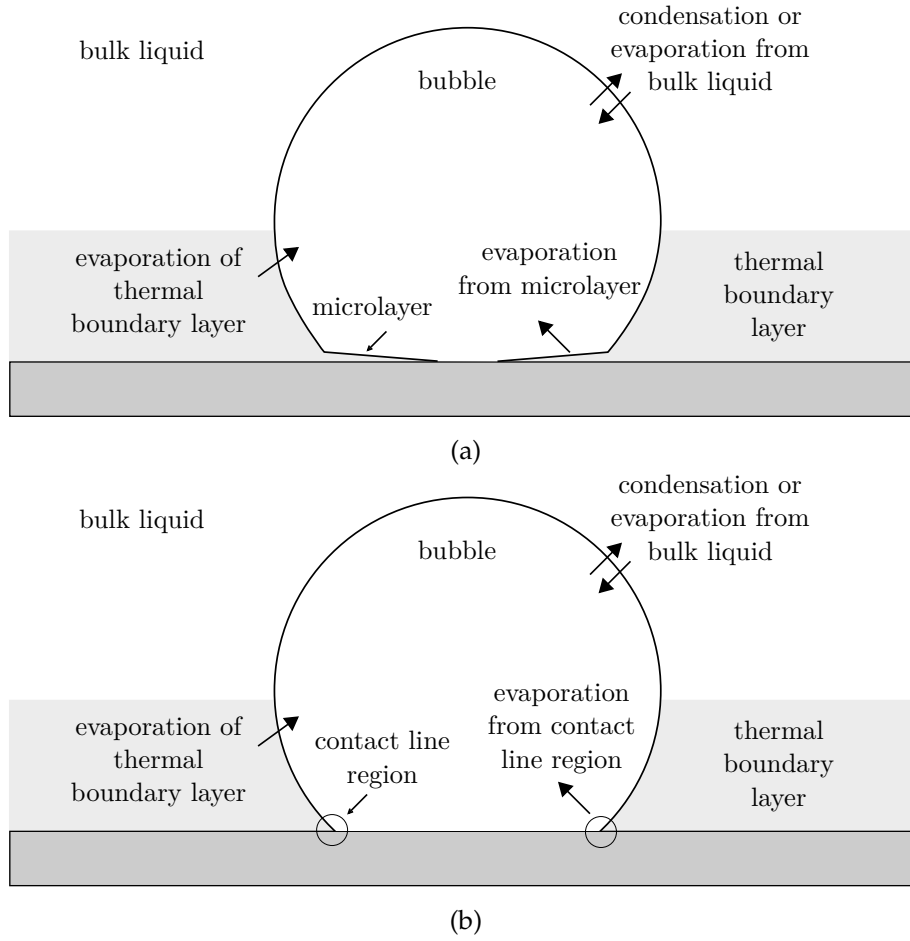 bulk liquid
condensation or
evaporation from
bulk liquid
bubble
evaporation of
thermal
boundary layer
microlayer
evaporation
from microlayer
thermal
boundary
layer
(a)
bulk liquid
condensation or
evaporation from
bulk liquid
bubble
evaporation of
thermal
boundary layer
contact line
region
evaporation
from contact
line region
thermal
boundary
layer
(b)